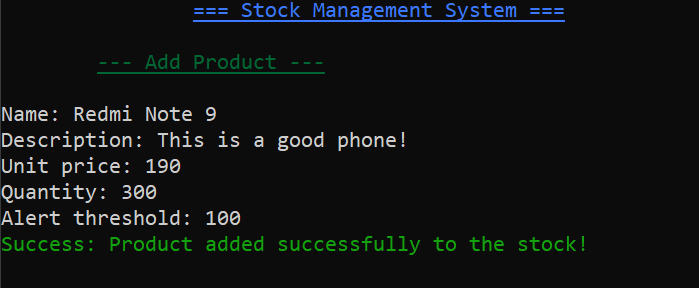 === Stock Management System ===
--- Add Product ---
Name: Redmi Note 9
Description: This is a good phone!
Unit price: 190
Quantity: 300
Alert threshold: 100
Success: Product added successfully to the stock!